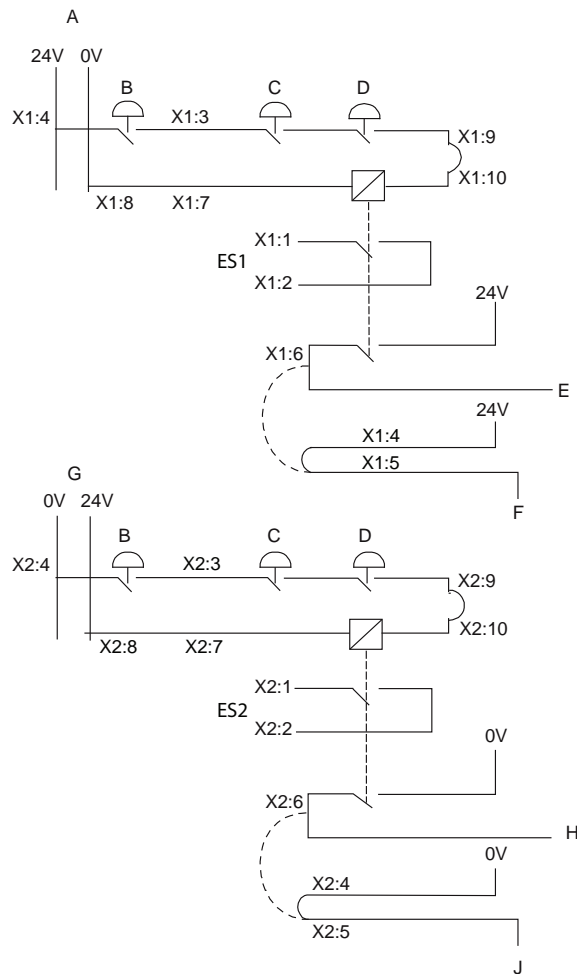 A
24V 0V
B C D
X1:4 X1:3 X1:9
X1:10
X1:8 X1:7
X1:1
ES1
X1:2
24V
X1:6
E
24V
X1:4
X1:5
F
G
0V 24V
B C D
X2:4 X2:3 X2:9
X2:10
X2:8 X2:7
X2:1
ES2
X2:2
0V
X2:6
H
0V
X2:4
X2:5
J